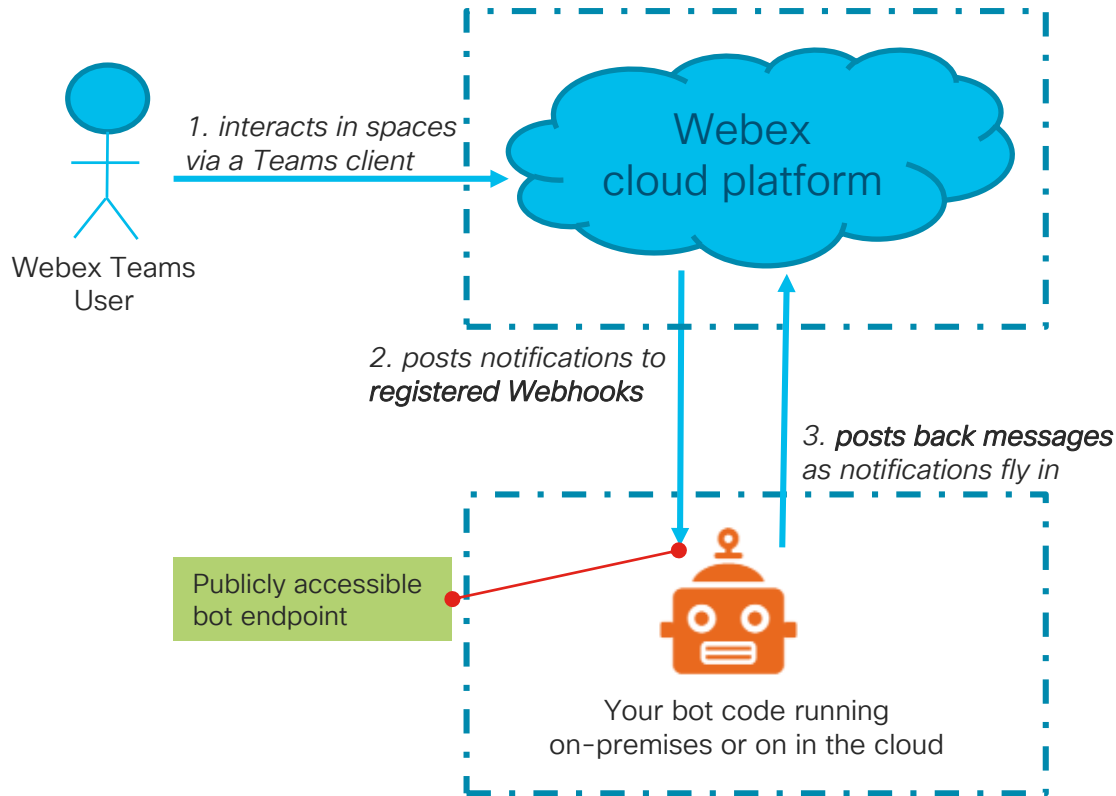 Webex
cloud platform
1. interacts in spaces
via a Teams client
Webex Teams
User
2. posts notifications to
registered Webhooks
3. posts back messages
as notifications fly in
Publicly accessible
bot endpoint
Your bot code running
on-premises or on in the cloud